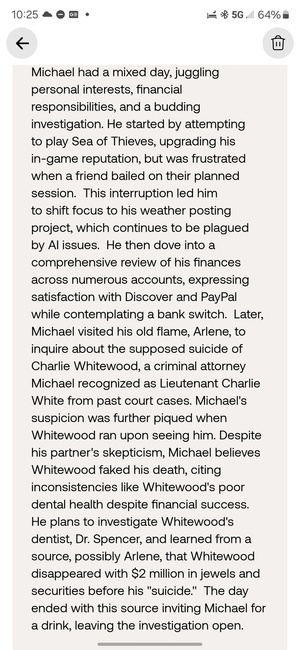 10:25 5G 64%
Michael had a mixed day, juggling
personal interests, financial
responsibilities, and a budding
investigation. He started by attempting
to play Sea of Thieves, upgrading his
in-game reputation, but was frustrated
when a friend bailed on their planned
session.  This interruption led him
to shift focus to his weather posting
project, which continues to be plagued
by AI issues.  He then dove into a
comprehensive review of his finances
across numerous accounts, expressing
satisfaction with Discover and PayPal
while contemplating a bank switch.  Later,
Michael visited his old flame, Arlene, to
inquire about the supposed suicide of
Charlie Whitewood, a criminal attorney
Michael recognized as Lieutenant Charlie
White from past court cases. Michael's
suspicion was further piqued when
Whitewood ran upon seeing him. Despite
his partner's skepticism, Michael believes
Whitewood faked his death, citing
inconsistencies like Whitewood's poor
dental health despite financial success.
He plans to investigate Whitewood's
dentist, Dr. Spencer, and learned from a
source, possibly Arlene, that Whitewood
disappeared with $2 million in jewels and
securities before his "suicide."  The day
ended with this source inviting Michael for
a drink, leaving the investigation open.